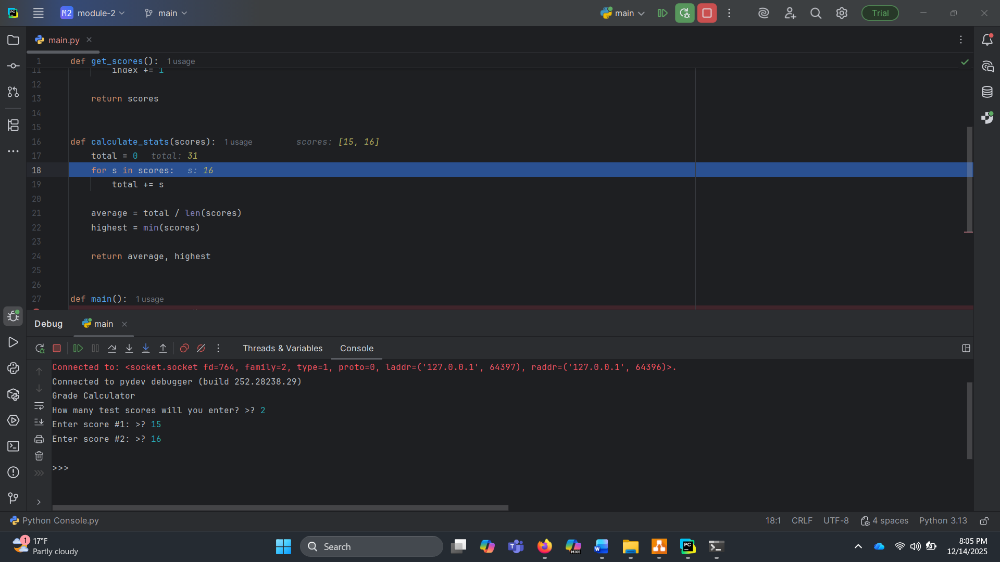 PC
M2 module-2
main
main
Trial
main.py
1 def get_scores(): 1 usage
11 index += 1
12
13 return scores
14
15
16 def calculate_stats(scores): 1 usage scores: [15, 16]
17 total = 0 total: 31
18 for s in scores: s: 16
19 total += s
20
21 average = total / len(scores)
22 highest = min(scores)
23
24 return average, highest
25
26
27 def main(): 1 usage
Debug main
Threads & Variables Console
Connected to: <socket.socket fd=764, family=2, type=1, proto=0, laddr=('127.0.0.1', 64397), raddr=('127.0.0.1', 64396)>.
Connected to pydev debugger (build 252.28238.29)
Grade Calculator
How many test scores will you enter? >? 2
Enter score #1: >? 15
Enter score #2: >? 16
>>>
Python Console.py
18:1 CRLF UTF-8 4 spaces Python 3.13
1
17°F
Partly cloudy
Search
M365
PC
8:05 PM
12/14/2025